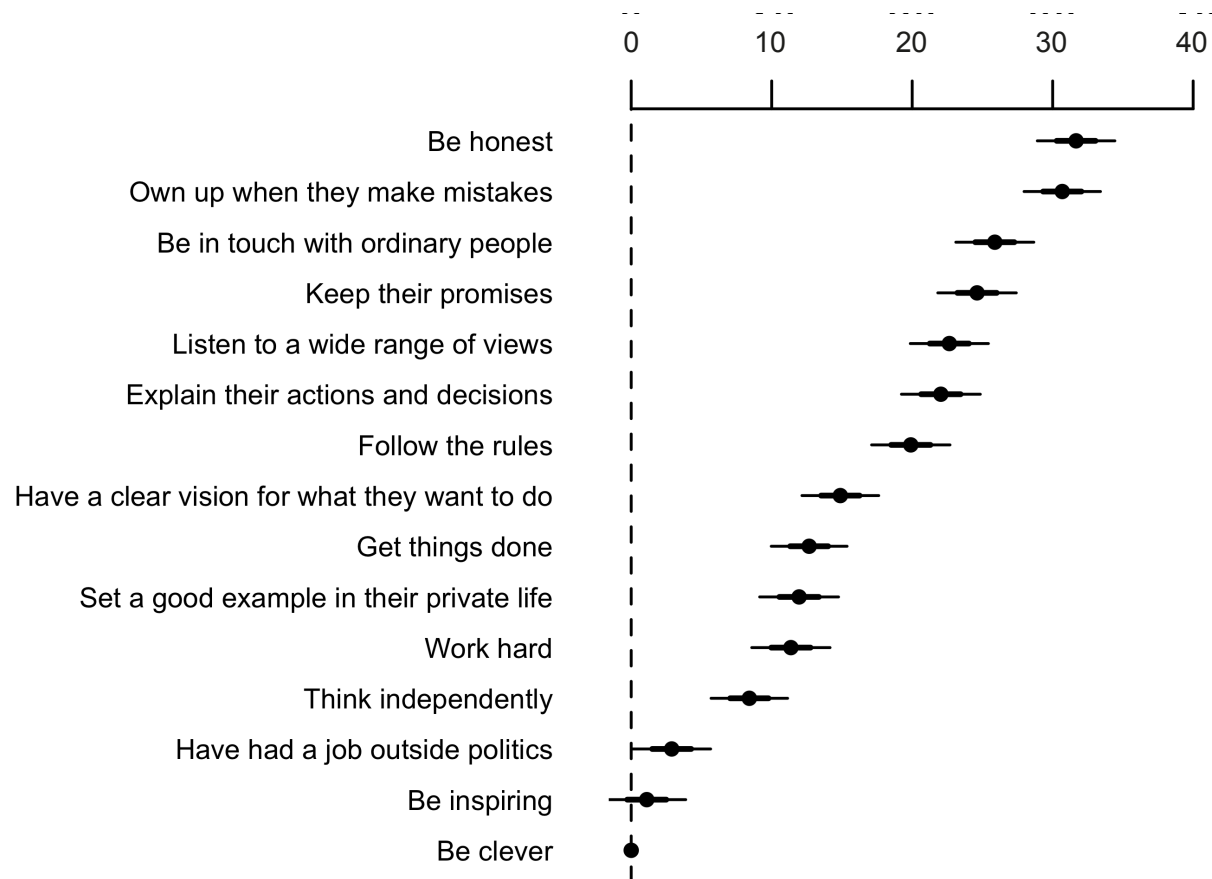 0 10 20 30 40
Be honest
Own up when they make mistakes
Be in touch with ordinary people
Keep their promises
Listen to a wide range of views
Explain their actions and decisions
Follow the rules
Have a clear vision for what they want to do
Get things done
Set a good example in their private life
Work hard
Think independently
Have had a job outside politics
Be inspiring
Be clever